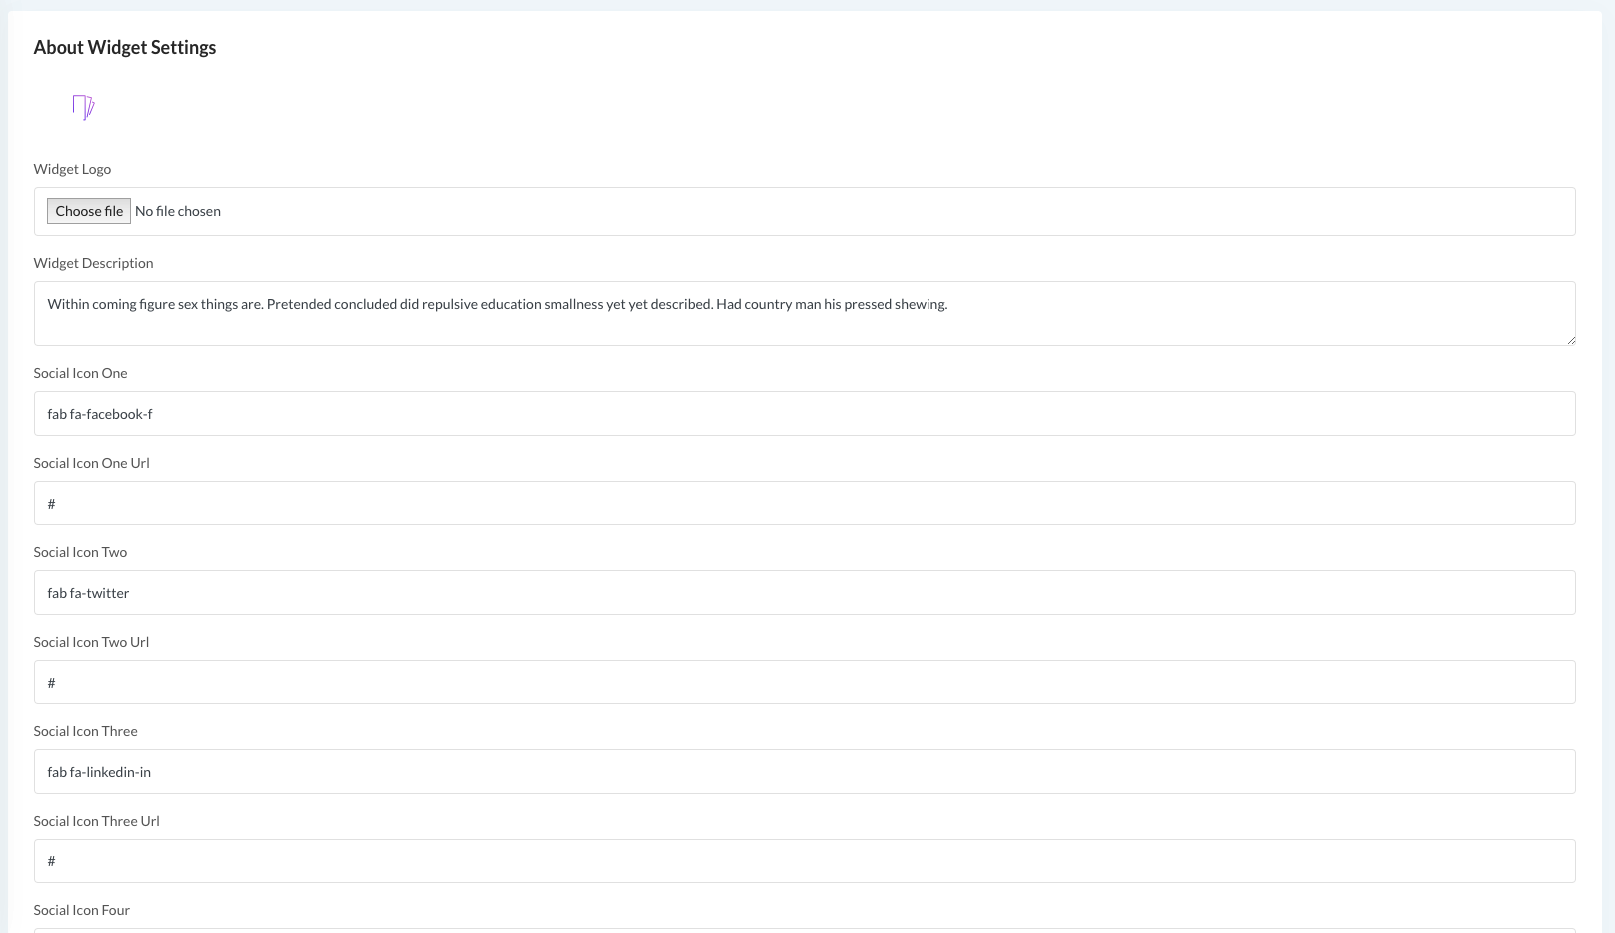 About Widget Settings
Widget Logo
Choose file No file chosen
Widget Description
Within coming figure sex things are. Pretended concluded did repulsive education smallness yet yet described. Had country man his pressed shewing.
Social Icon One
fab fa-facebook-f
Social Icon One Url
#
Social Icon Two
fab fa-twitter
Social Icon Two Url
#
Social Icon Three
fab fa-linkedin-in
Social Icon Three Url
#
Social Icon Four